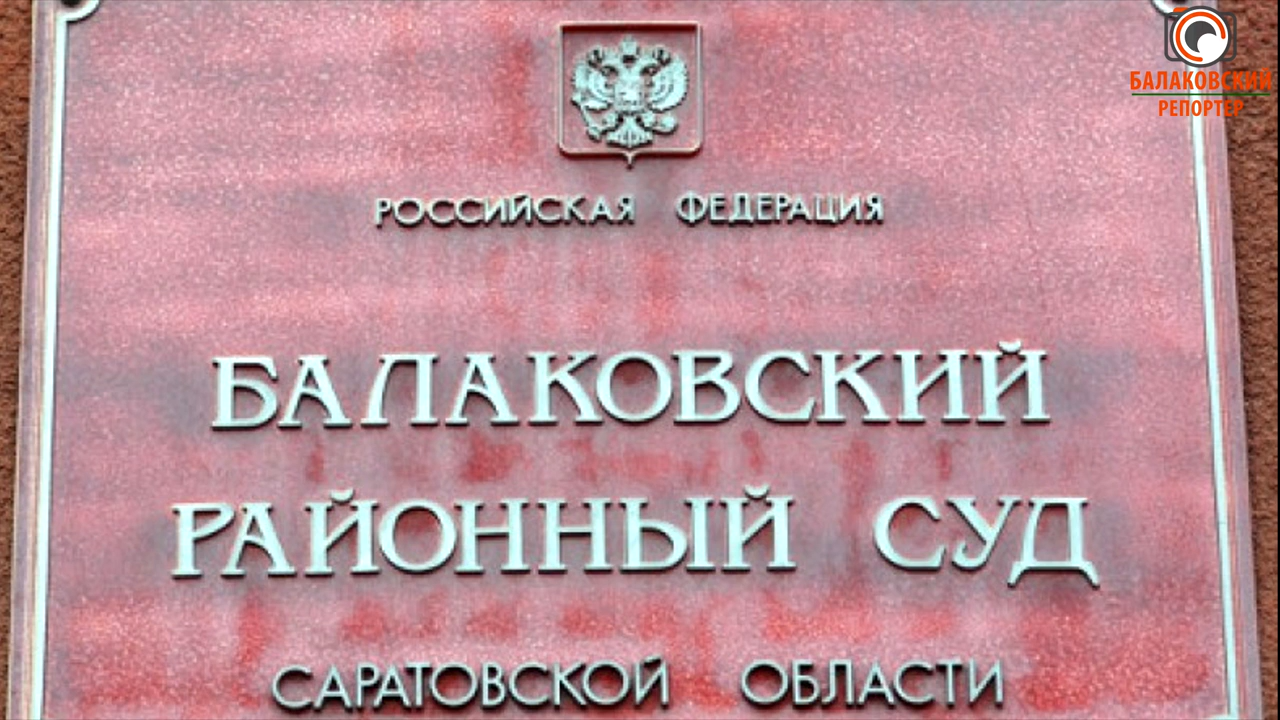 БАЛАКОВСКИЙ
РЕПОРТЕР
РОССИЙСКАЯ ФЕДЕРАЦИЯ
БАЛАКОВСКИЙ
РАЙОННЫЙ СУД
САРАТОВСКОЙ ОБЛАСТИ